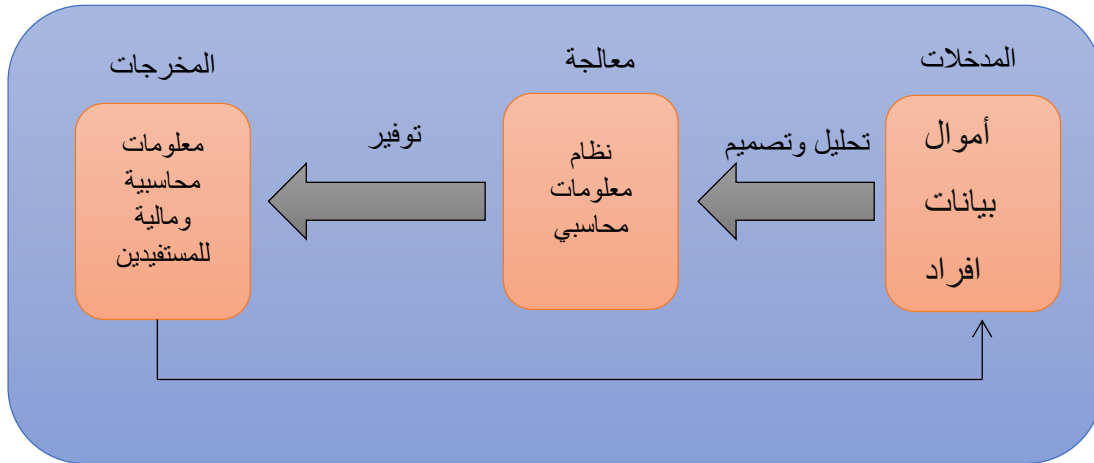 المدخلات
أموال
بيانات
افراد
تحليل وتصميم
معالجة
نظام
معلومات
محاسبي
توفير
المخرجات
معلومات
محاسبية
ومالية
للمستفيدين